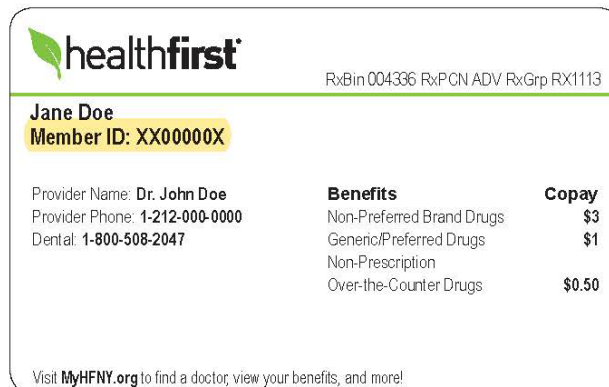 healthfirst
RxBin 004336 RxPCN ADV RxGrp RX1113
Jane Doe
Member ID: XX00000X
Provider Name: Dr. John Doe
Provider Phone: 1-212-000-0000
Dental: 1-800-508-2047
Benefits Copay
Non-Preferred Brand Drugs $3
Generic/Preferred Drugs $1
Non-Prescription
Over-the-Counter Drugs $0.50
Visit MyHFNY.org to find a doctor, view your benefits, and more!